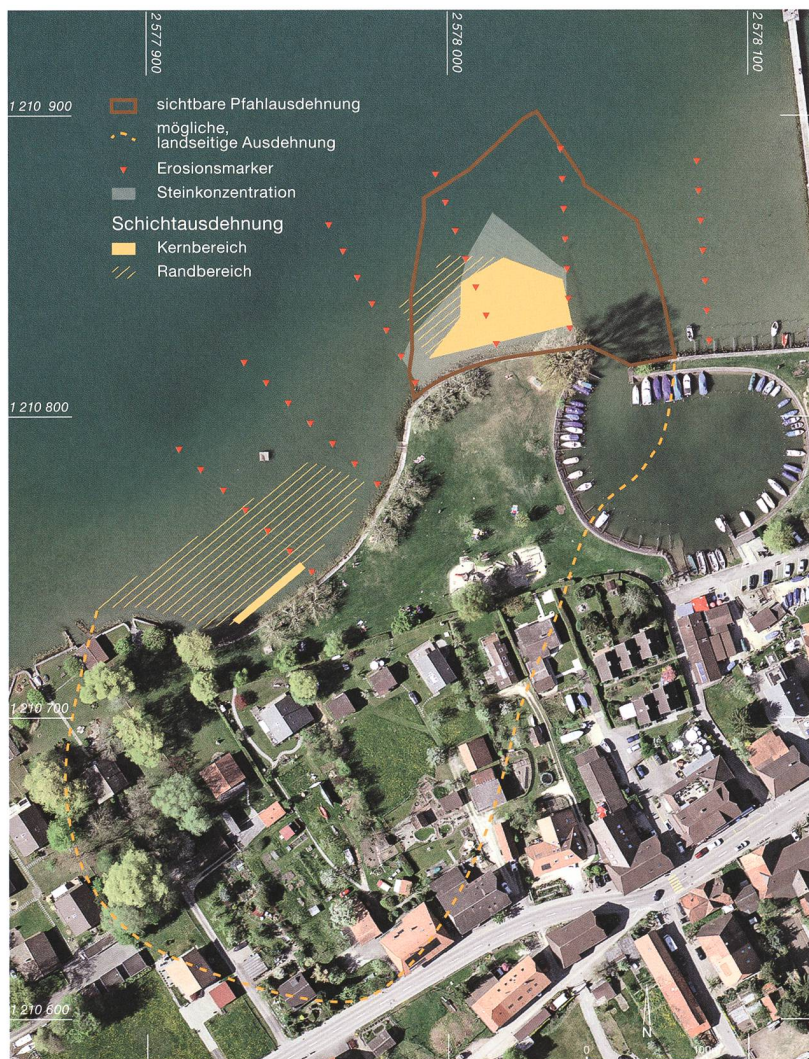 2 577 900
2 578 000
2 578 100
1 210 900
sichtbare Pfahlausdehnung
mögliche,
landseitige Ausdehnung
Erosionsmarker
Steinkonzentration
Schichtausdehnung
Kernbereich
Randbereich
1 210 800
1 210 700
1 210 600
N
0